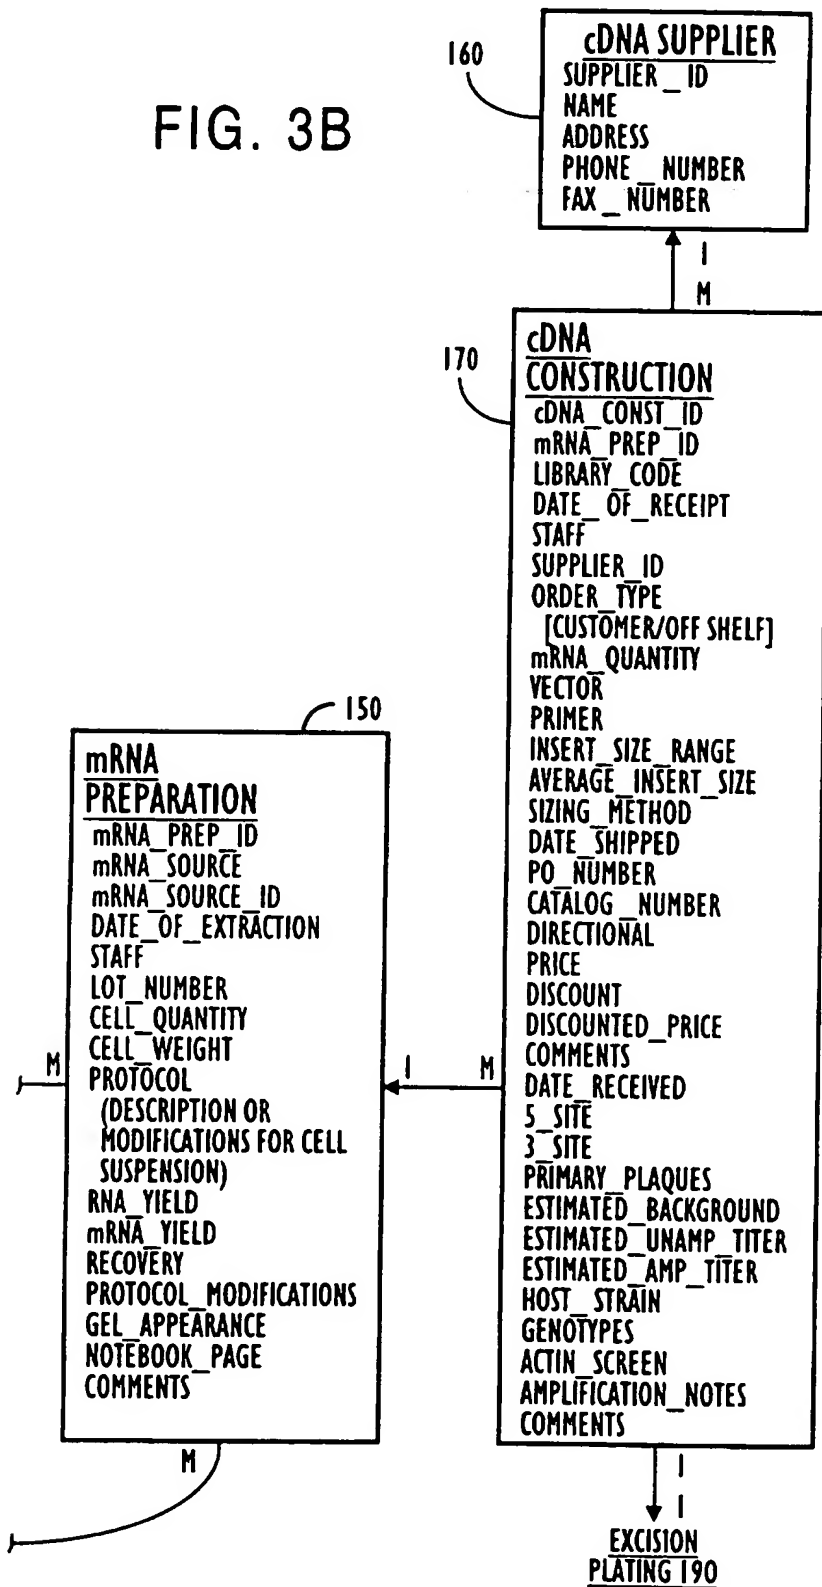 FIG. 3B
160
cDNA SUPPLIER
SUPPLIER_ID
NAME
ADDRESS
PHONE_NUMBER
FAX_NUMBER
1
M
170
cDNA
CONSTRUCTION
cDNA_CONST_ID
mRNA_PREP_ID
LIBRARY_CODE
DATE_OF_RECEIPT
STAFF
SUPPLIER_ID
ORDER_TYPE
[CUSTOMER/OFF SHELF]
mRNA_QUANTITY
VECTOR
PRIMER
INSERT_SIZE_RANGE
AVERAGE_INSERT_SIZE
SIZING_METHOD
DATE_SHIPPED
PO_NUMBER
CATALOG_NUMBER
DIRECTIONAL
PRICE
DISCOUNT
DISCOUNTED_PRICE
COMMENTS
DATE_RECEIVED
5_SITE
3_SITE
PRIMARY_PLAQUES
ESTIMATED_BACKGROUND
ESTIMATED_UNAMP_TITER
ESTIMATED_AMP_TITER
HOST_STRAIN
GENOTYPES
ACTIN_SCREEN
AMPLIFICATION_NOTES
COMMENTS
150
mRNA
PREPARATION
mRNA_PREP_ID
mRNA_SOURCE
mRNA_SOURCE_ID
DATE_OF_EXTRACTION
STAFF
LOT_NUMBER
CELL_QUANTITY
CELL_WEIGHT
PROTOCOL
(DESCRIPTION OR
MODIFICATIONS FOR CELL
SUSPENSION)
RNA_YIELD
mRNA_YIELD
RECOVERY
PROTOCOL_MODIFICATIONS
GEL_APPEARANCE
NOTEBOOK_PAGE
COMMENTS
M
1 M
M
1
1
EXCISION
PLATING 190